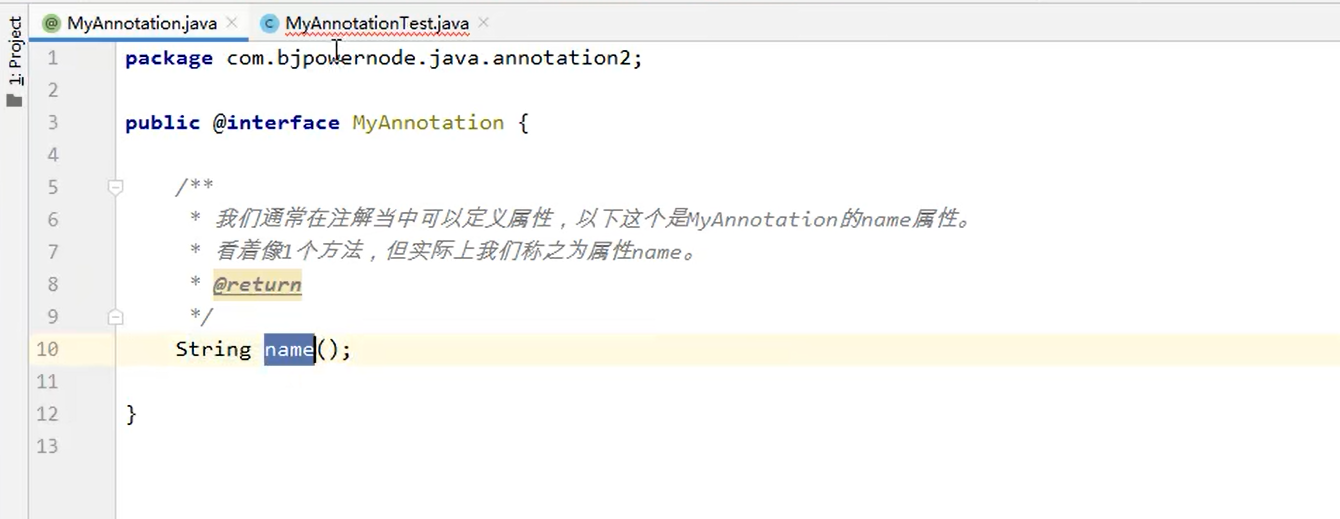 1: Project
MyAnnotation.java
MyAnnotationTest.java
1 package com.bjpowernode.java.annotation2;
2
3 public @interface MyAnnotation {
4
5 /**
6 * 我们通常在注解当中可以定义属性，以下这个是MyAnnotation的name属性。
7 * 看着像1个方法，但实际上我们称之为属性name。
8 * @return
9 */
10 String name();
11
12 }
13